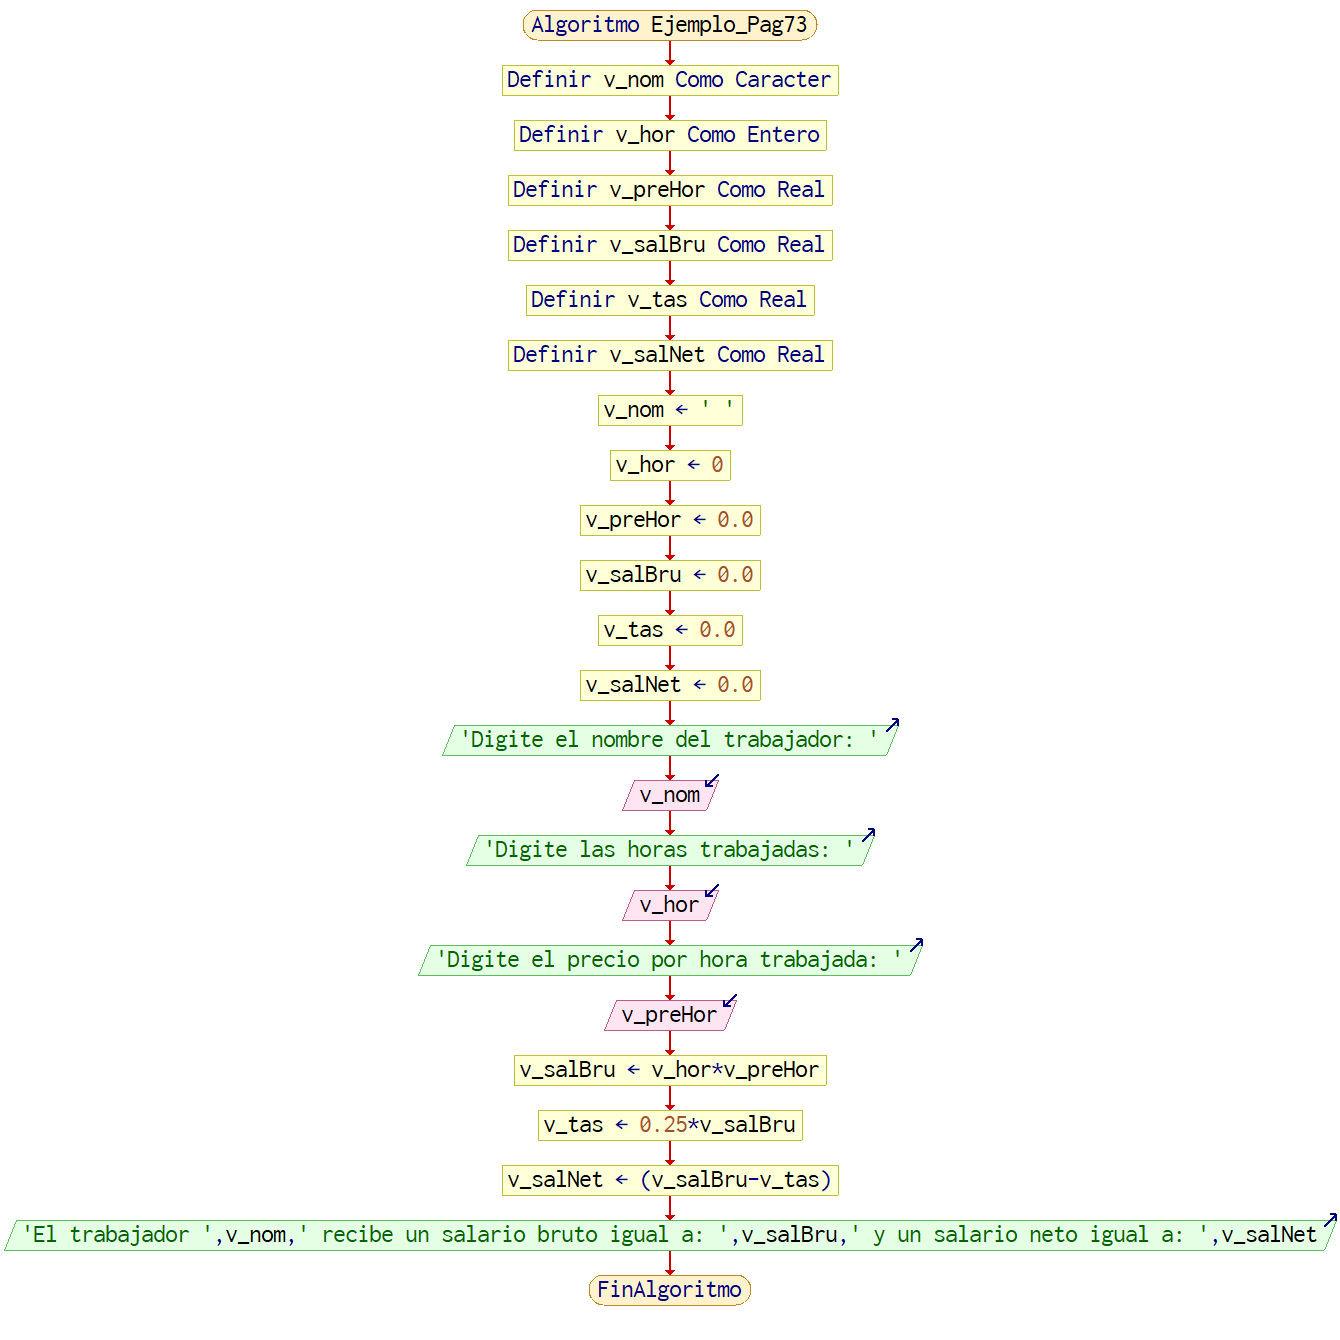 Algoritmo Ejemplo_Pag73
Definir v_nom Como Caracter
Definir v_hor Como Entero
Definir v_preHor Como Real
Definir v_salBru Como Real
Definir v_tas Como Real
Definir v_salNet Como Real
v_nom ← ' '
v_hor ← 0
v_preHor ← 0.0
v_salBru ← 0.0
v_tas ← 0.0
v_salNet ← 0.0
'Digite el nombre del trabajador: '
v_nom
'Digite las horas trabajadas: '
v_hor
'Digite el precio por hora trabajada: '
v_preHor
v_salBru ← v_hor*v_preHor
v_tas ← 0.25*v_salBru
v_salNet ← (v_salBru-v_tas)
'El trabajador ',v_nom,' recibe un salario bruto igual a: ',v_salBru,' y un salario neto igual a: ',v_salNet
FinAlgoritmo